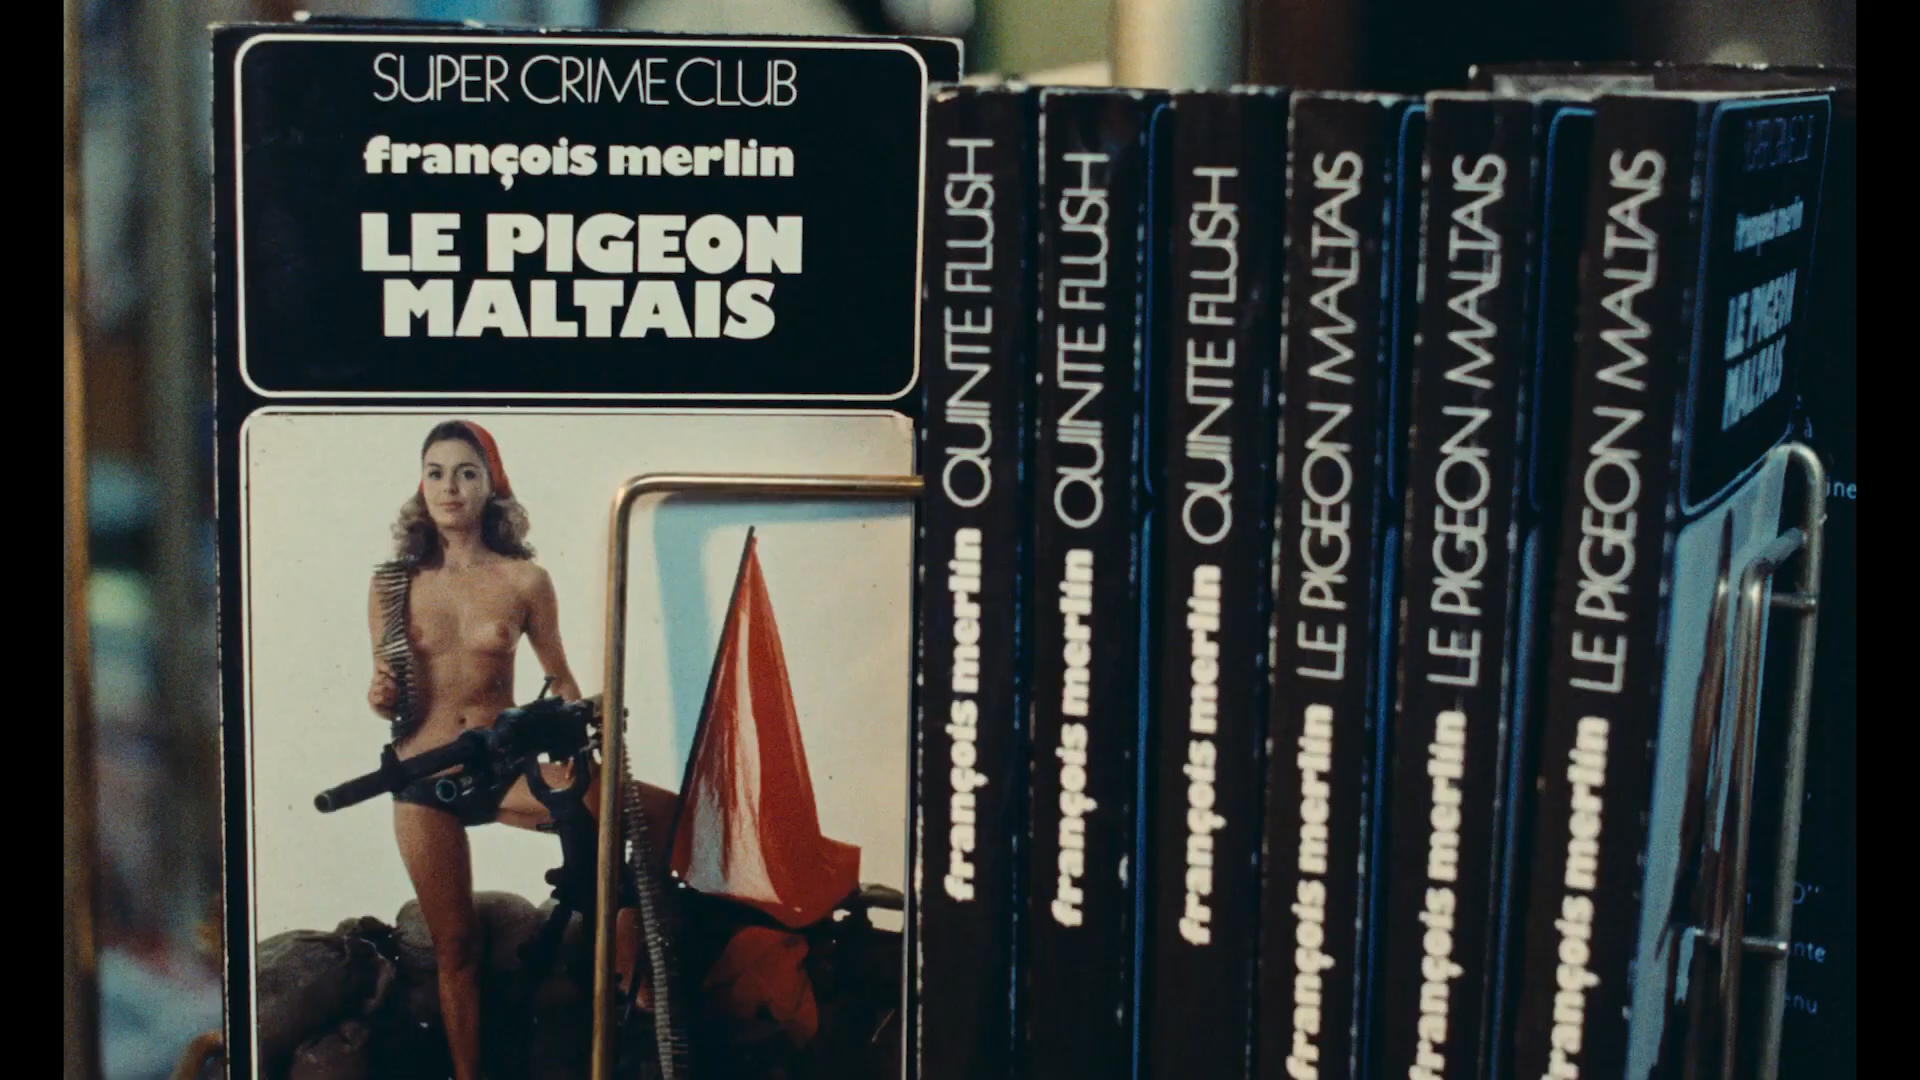 SUPER CRIME CLUB
françois merlin
LE PIGEON
MALTAIS
françois merlin QUINTE FLUSH
françois merlin QUINTE FLUSH
françois merlin QUINTE FLUSH
françois merlin LE PIGEON MALTAIS
françois merlin LE PIGEON MALTAIS
françois merlin LE PIGEON MALTAIS
françois merlin
LE PIGEON
MALTAIS